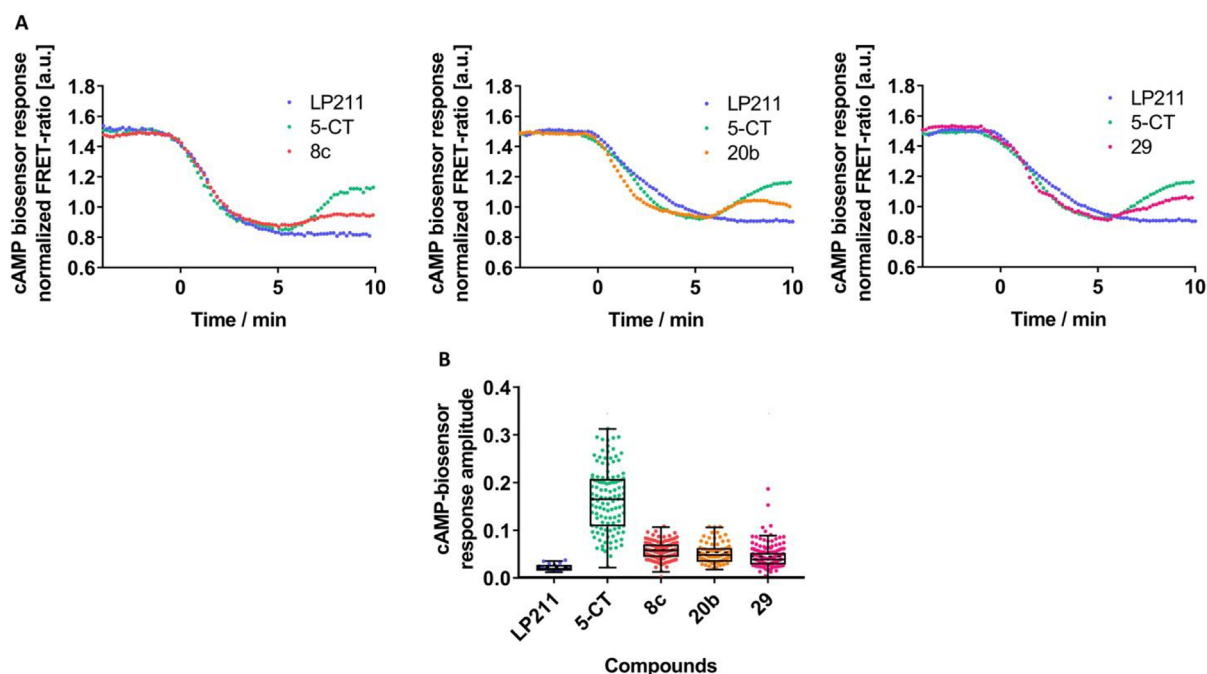 A
cAMP biosensor response
normalized FRET-ratio [a.u.]
1.8
1.6
1.4
1.2
1.0
0.8
0.6
0
5
10
Time / min
LP211
5-CT
8c
cAMP biosensor response
normalized FRET-ratio [a.u.]
1.8
1.6
1.4
1.2
1.0
0.8
0.6
0
5
10
Time / min
LP211
5-CT
20b
cAMP biosensor response
normalized FRET-ratio [a.u.]
1.8
1.6
1.4
1.2
1.0
0.8
0.6
0
5
10
Time / min
LP211
5-CT
29
B
cAMP-biosensor
response amplitude
0.4
0.3
0.2
0.1
0.0
LP211
5-CT
8c
20b
29
Compounds